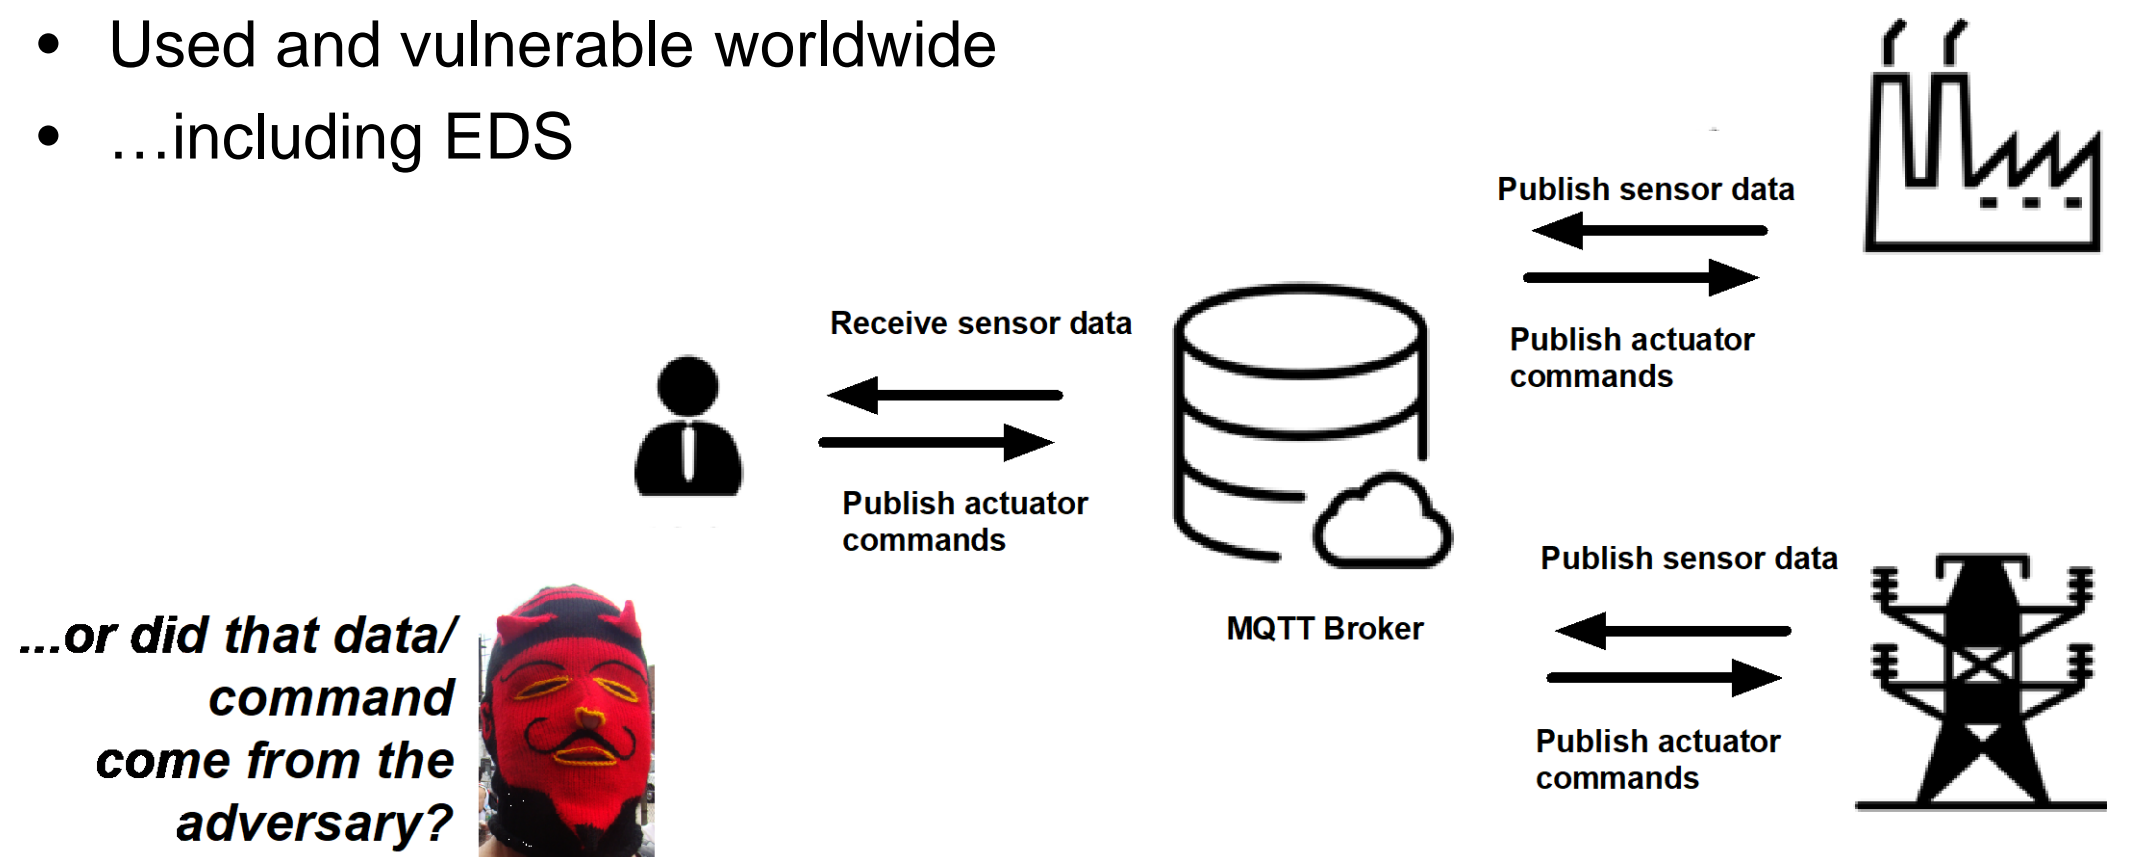 • Used and vulnerable worldwide
• …including EDS
Publish sensor data
Publish actuator
commands
Receive sensor data
Publish actuator
commands
MQTT Broker
Publish sensor data
Publish actuator
commands
...or did that data/
command
come from the
adversary?